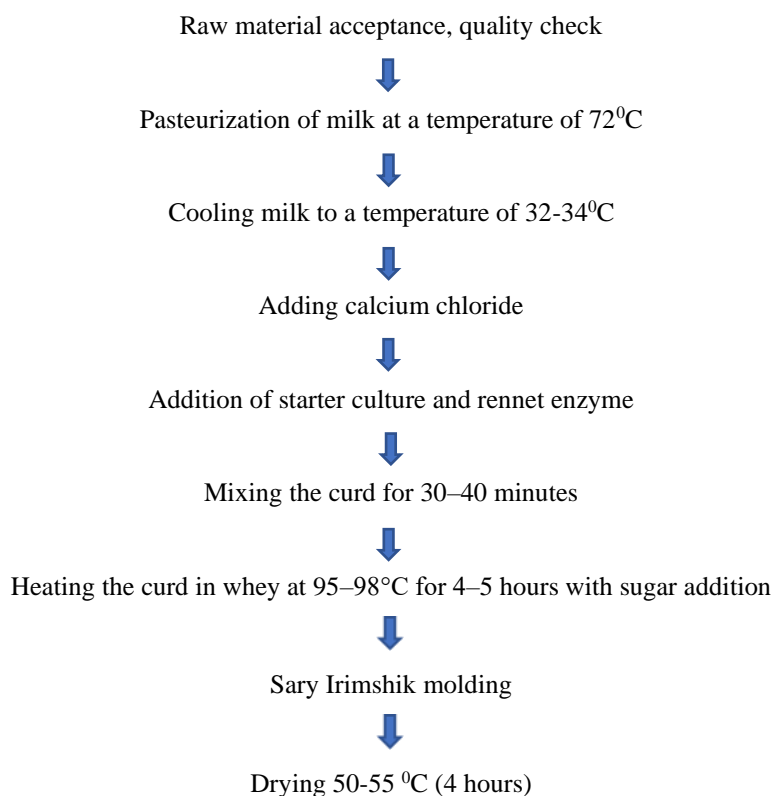 Raw material acceptance, quality check
Pasteurization of milk at a temperature of 72⁰C
Cooling milk to a temperature of 32-34⁰C
Adding calcium chloride
Addition of starter culture and rennet enzyme
Mixing the curd for 30–40 minutes
Heating the curd in whey at 95–98°C for 4–5 hours with sugar addition
Sary Irimshik molding
Drying 50-55 ⁰C (4 hours)